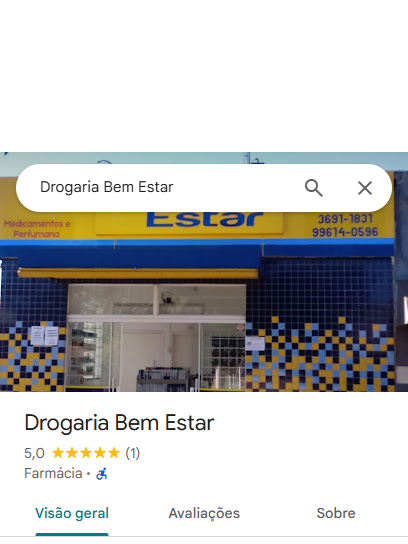 Drogaria Bem Estar
Estar
Medicamentos e
Perfumaria
3691-1831
99614-0596
Drogaria Bem Estar
5,0 (1)
Farmácia ·
Visão geral
Avaliações
Sobre